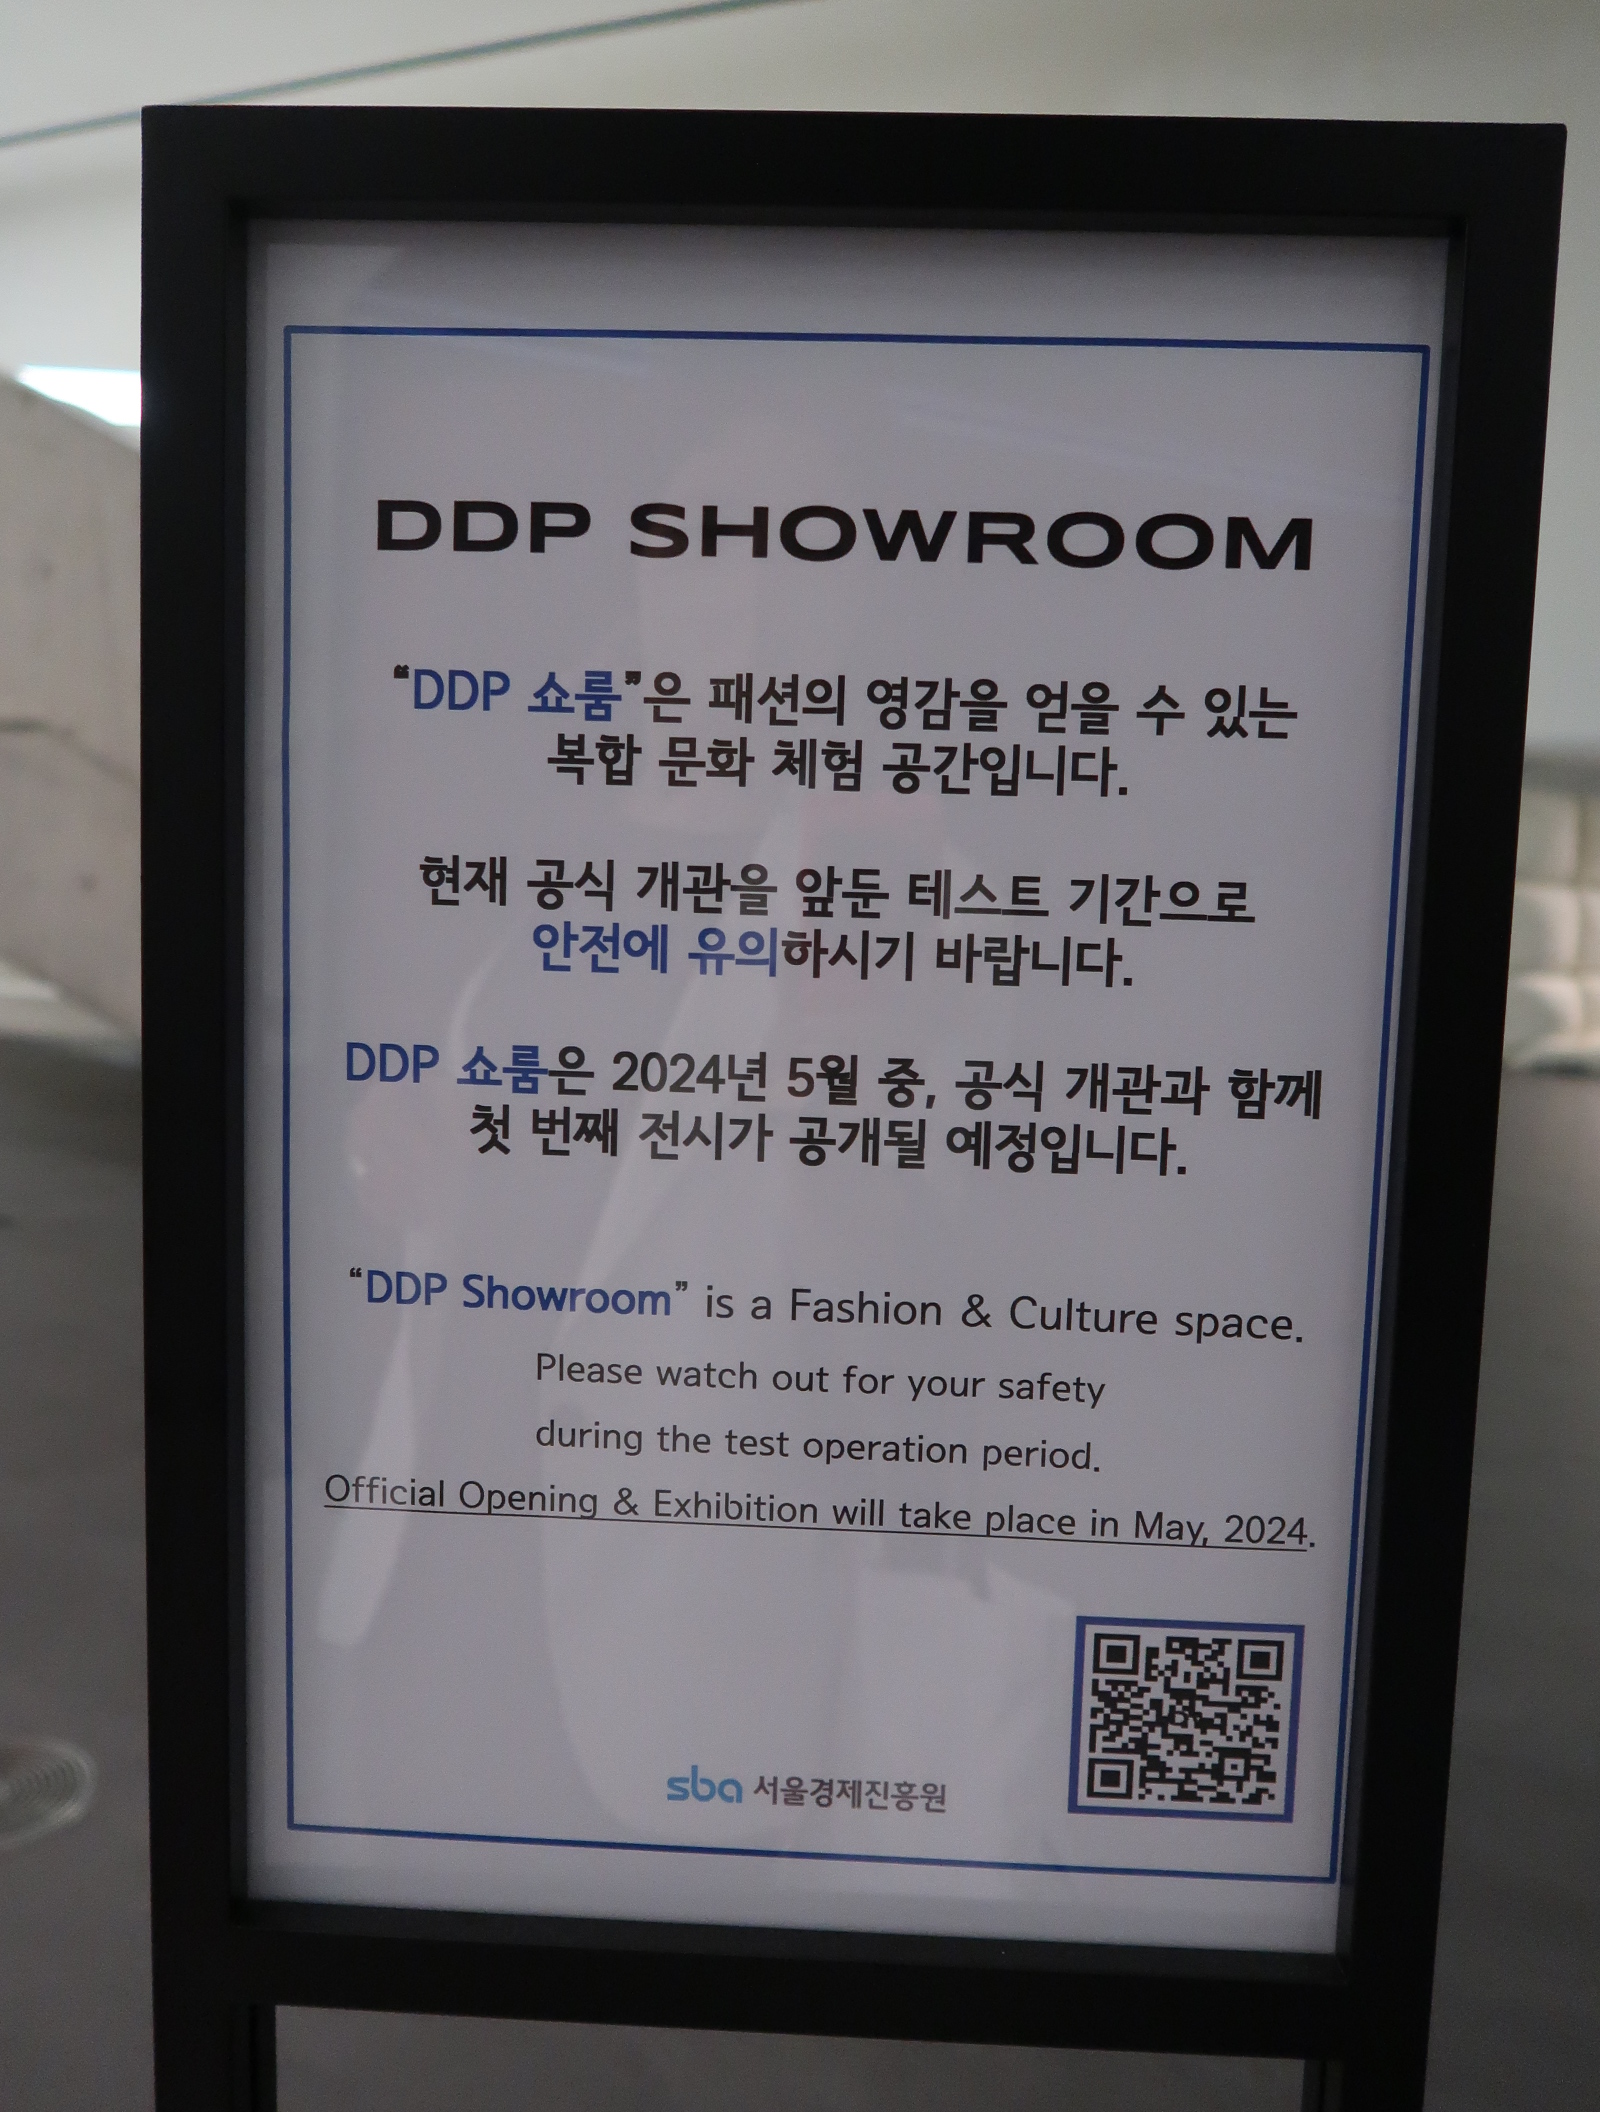 DDP SHOWROOM
“DDP 쇼룸”은 패션의 영감을 얻을 수 있는
복합 문화 체험 공간입니다.
현재 공식 개관을 앞둔 테스트 기간으로
안전에 유의하시기 바랍니다.
DDP 쇼룸은 2024년 5월 중, 공식 개관과 함께
첫 번째 전시가 공개될 예정입니다.
“DDP Showroom” is a Fashion & Culture space.
Please watch out for your safety
during the test operation period.
Official Opening & Exhibition will take place in May, 2024.
sba 서울경제진흥원